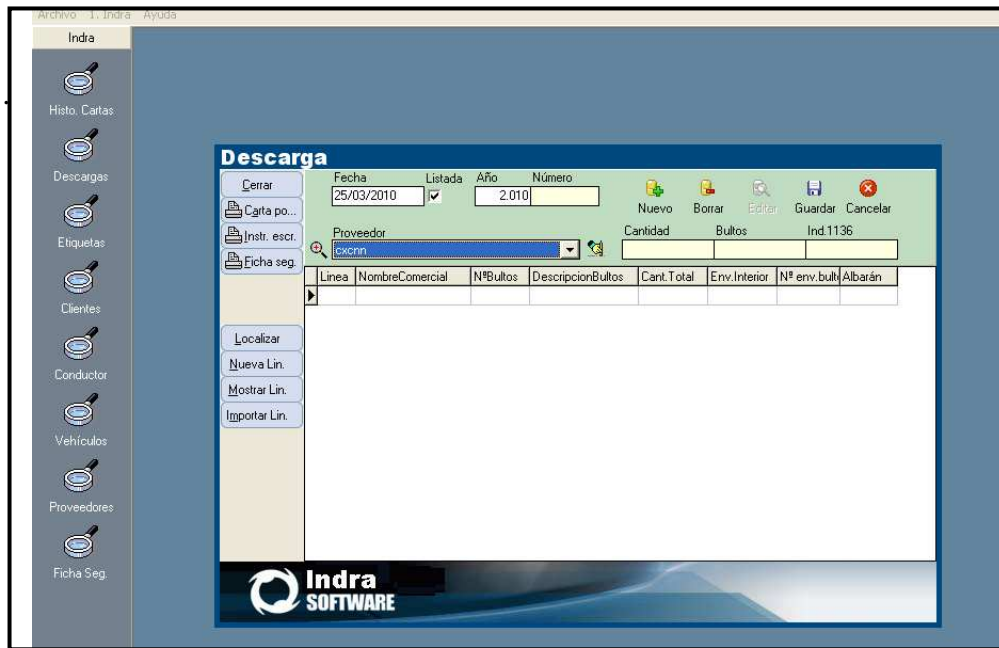 Archivo 1. Indra Ayuda
Indra
Histo. Cartas
Descargas
Etiquetas
Clientes
Conductor
Vehículos
Proveedores
Ficha Seg.
Descarga
Cerrar
Carta po...
Instr. escr.
Ficha seg.
Localizar
Nueva Lin.
Mostrar Lin.
Importar Lin.
Fecha Listada Año Número
25/03/2010 2.010
Nuevo Borrar Editar Guardar Cancelar
Proveedor Cantidad Bultos Ind.1136
cxcnn
Linea NombreComercial NºBultos DescripcionBultos Cant.Total Env.Interior Nº env.bult Albarán
Indra
SOFTWARE